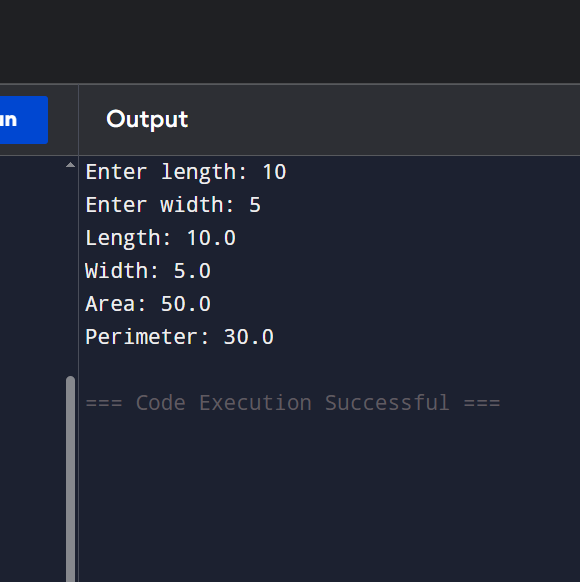 Output
Enter length: 10
Enter width: 5
Length: 10.0
Width: 5.0
Area: 50.0
Perimeter: 30.0
=== Code Execution Successful ===